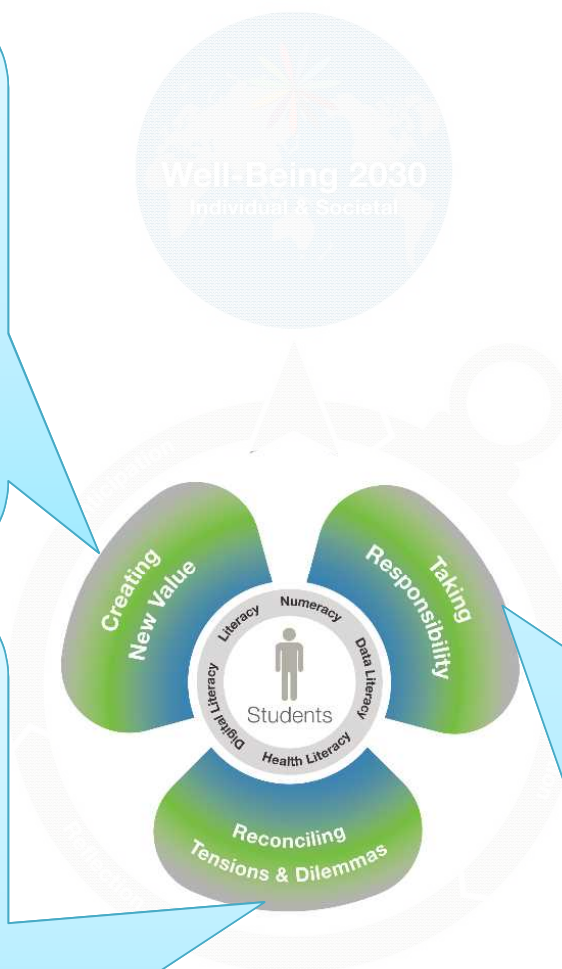 Well-Being 2030
Individual & Societal
Creating
New Value
Taking
Responsibility
Literacy
Numeracy
Data Literacy
Health Literacy
Digital Literacy
Students
Reconciling
Tensions & Dilemmas